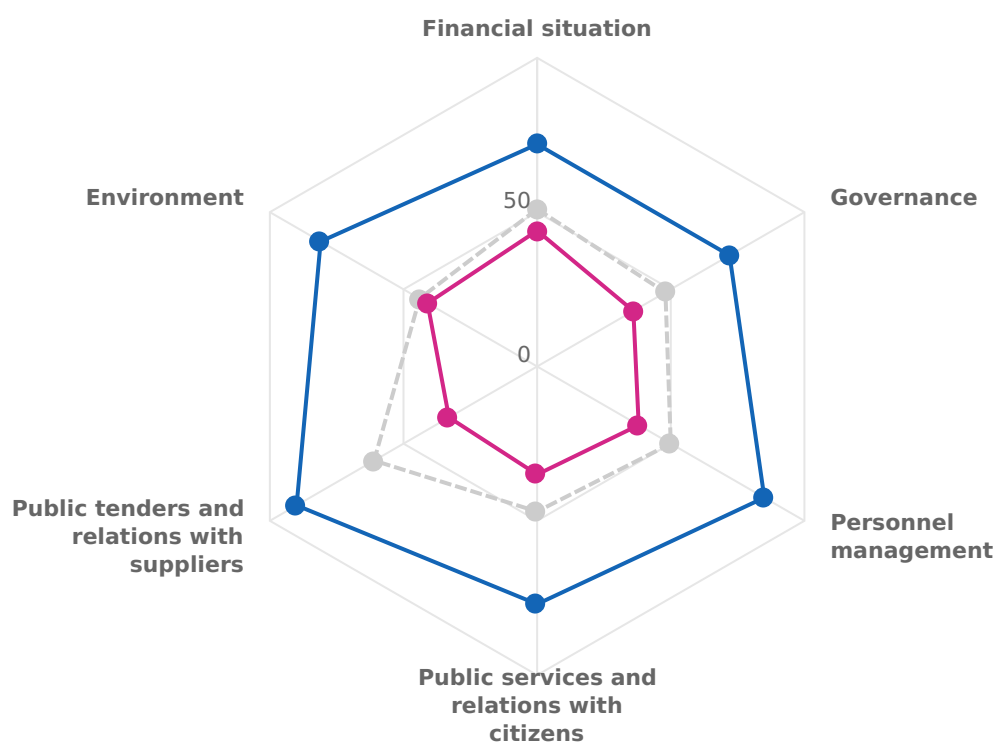 Financial situation
Environment
Governance
50
0
Public tenders and
relations with
suppliers
Personnel
management
Public services and
relations with
citizens